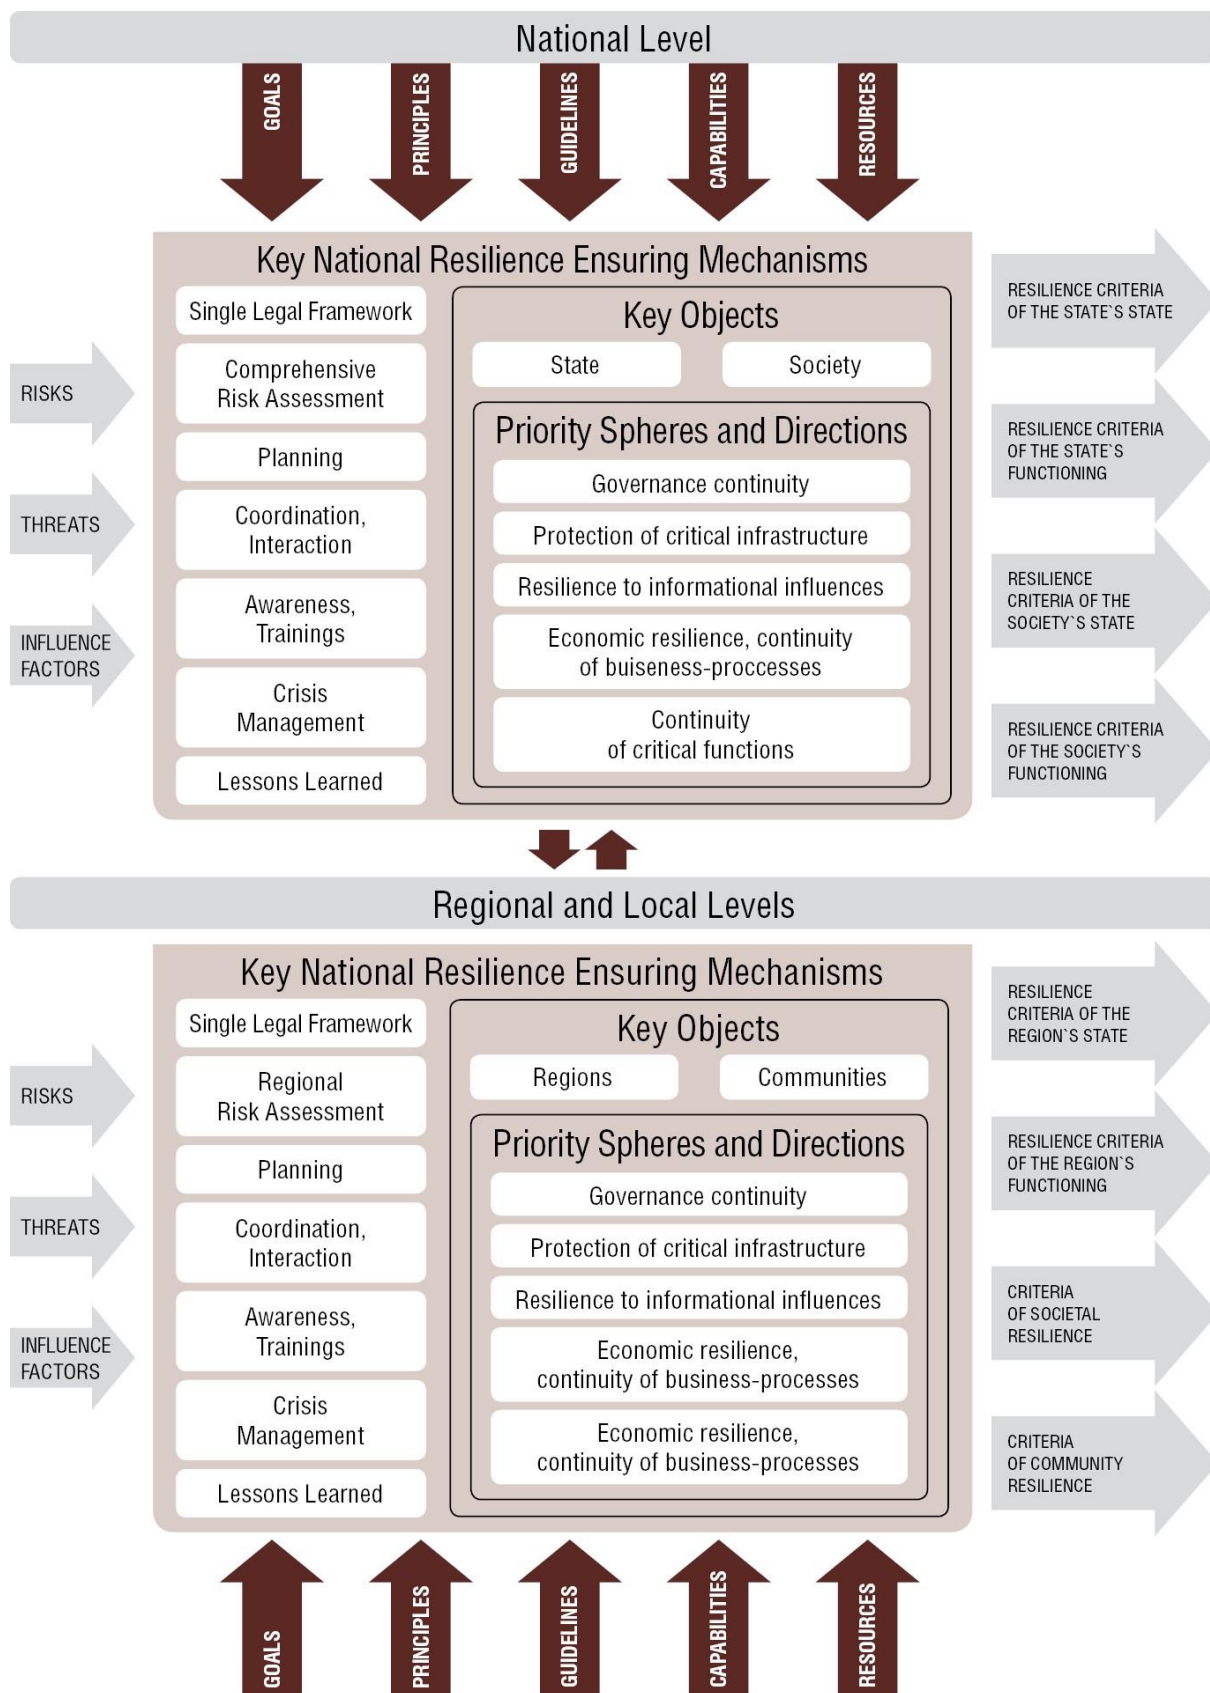 National Level
GOALS
PRINCIPLES
GUIDELINES
CAPABILITIES
RESOURCES
Key National Resilience Ensuring Mechanisms
RISKS
THREATS
INFLUENCE
FACTORS
Single Legal Framework
Comprehensive
Risk Assessment
Planning
Coordination,
Interaction
Awareness,
Trainings
Crisis
Management
Lessons Learned
Key Objects
State
Society
Priority Spheres and Directions
Governance continuity
Protection of critical infrastructure
Resilience to informational influences
Economic resilience, continuity
of buiseness-proccesses
Continuity
of critical functions
RESILIENCE CRITERIA
OF THE STATE`S STATE
RESILIENCE CRITERIA
OF THE STATE`S
FUNCTIONING
RESILIENCE
CRITERIA OF THE
SOCIETY`S STATE
RESILIENCE CRITERIA
OF THE SOCIETY`S
FUNCTIONING
Regional and Local Levels
Key National Resilience Ensuring Mechanisms
RISKS
THREATS
INFLUENCE
FACTORS
Single Legal Framework
Regional
Risk Assessment
Planning
Coordination,
Interaction
Awareness,
Trainings
Crisis
Management
Lessons Learned
Key Objects
Regions
Communities
Priority Spheres and Directions
Governance continuity
Protection of critical infrastructure
Resilience to informational influences
Economic resilience,
continuity of business-processes
Economic resilience,
continuity of business-processes
RESILIENCE
CRITERIA OF THE
REGION`S STATE
RESILIENCE CRITERIA
OF THE REGION`S
FUNCTIONING
CRITERIA
OF SOCIETAL
RESILIENCE
CRITERIA
OF COMMUNITY
RESILIENCE
GOALS
PRINCIPLES
GUIDELINES
CAPABILITIES
RESOURCES